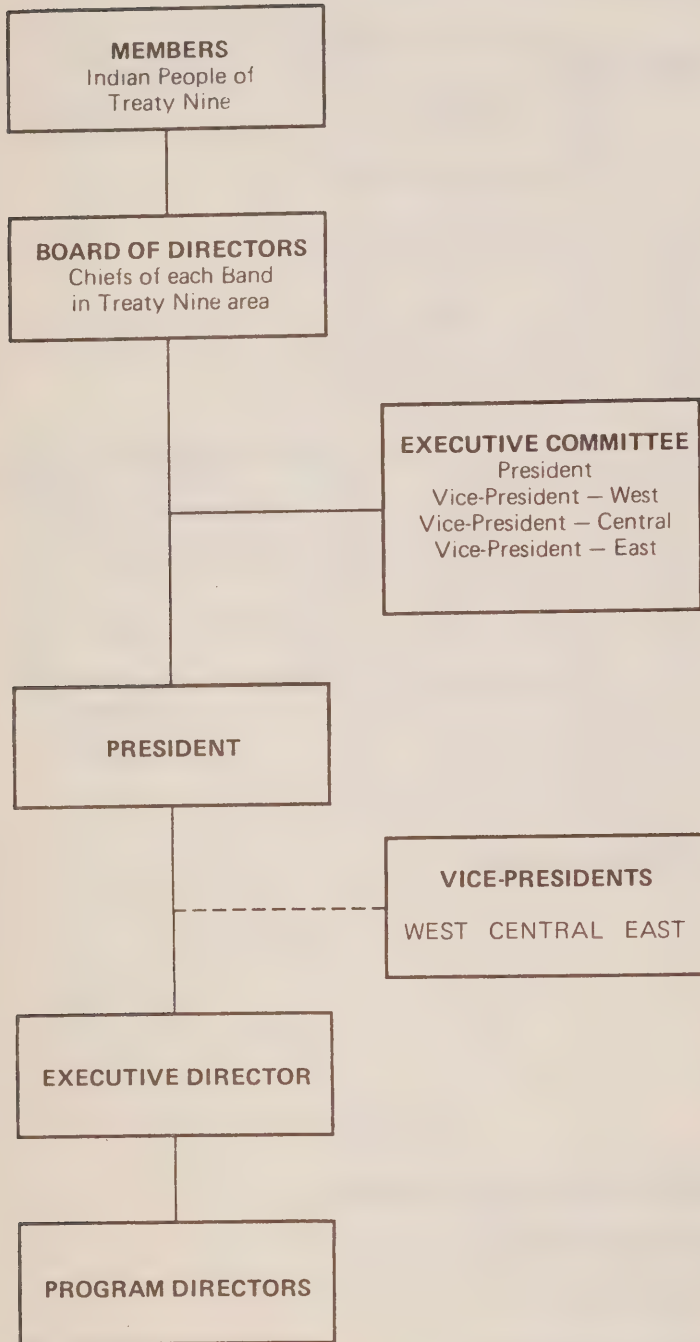 MEMBERS
Indian People of
Treaty Nine
BOARD OF DIRECTORS
Chiefs of each Band
in Treaty Nine area
EXECUTIVE COMMITTEE
President
Vice-President — West
Vice-President — Central
Vice-President — East
PRESIDENT
VICE-PRESIDENTS
WEST CENTRAL EAST
EXECUTIVE DIRECTOR
PROGRAM DIRECTORS